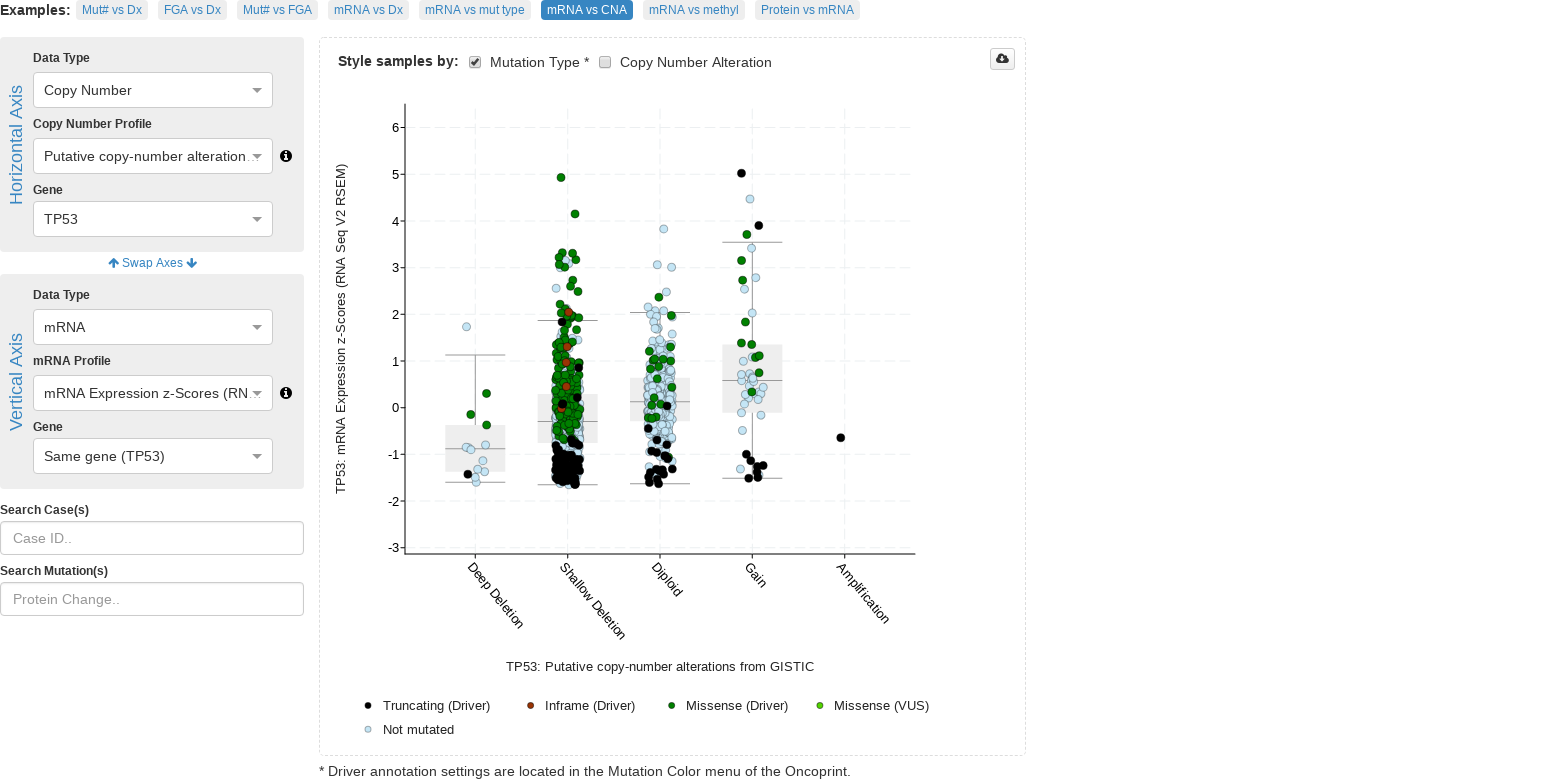 Examples: Mut# vs Dx FGA vs Dx Mut# vs FGA mRNA vs Dx mRNA vs mut type mRNA vs CNA mRNA vs methyl Protein vs mRNA
Horizontal Axis
Data Type
Copy Number
Copy Number Profile
Putative copy-number alteration…
Gene
TP53
Swap Axes
Vertical Axis
Data Type
mRNA
mRNA Profile
mRNA Expression z-Scores (RN…
Gene
Same gene (TP53)
Search Case(s)
Case ID..
Search Mutation(s)
Protein Change..
Style samples by: Mutation Type * Copy Number Alteration
TP53: mRNA Expression z-Scores (RNA Seq V2 RSEM)
6
5
4
3
2
1
0
-1
-2
-3
Deep Deletion
Shallow Deletion
Diploid
Gain
Amplification
TP53: Putative copy-number alterations from GISTIC
Truncating (Driver) Inframe (Driver) Missense (Driver) Missense (VUS)
Not mutated
* Driver annotation settings are located in the Mutation Color menu of the Oncoprint.